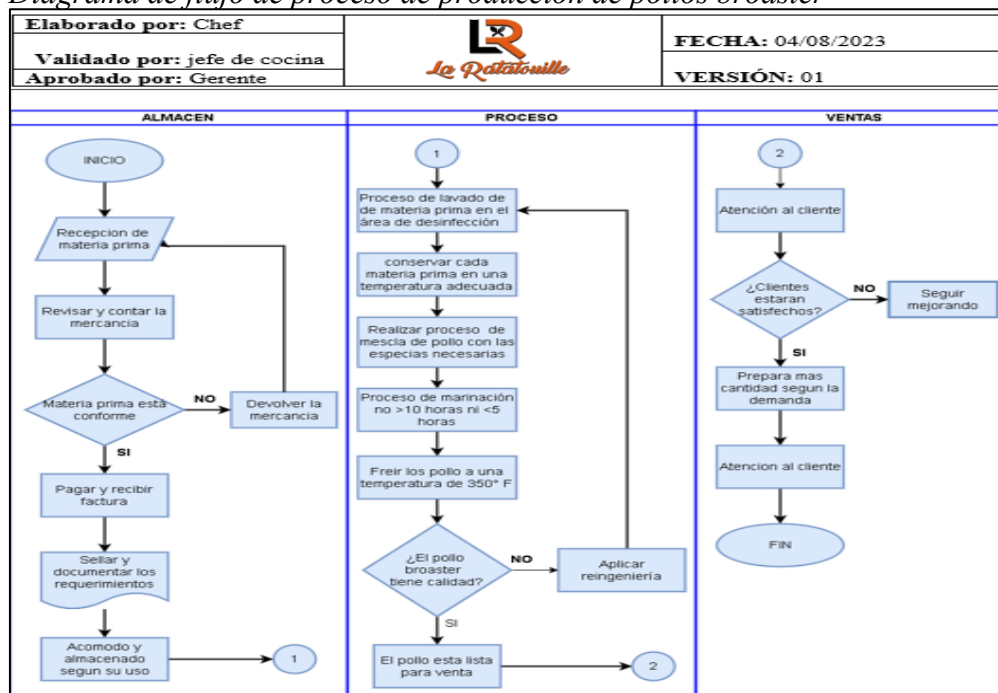 Diagrama de flujo de proceso de producción de pollos broaster
Elaborado por: Chef
Validado por: jefe de cocina
Aprobado por: Gerente
LR
La Ratatouille
FECHA: 04/08/2023
VERSIÓN: 01
ALMACEN
INICIO
Recepcion de
materia prima
Revisar y contar la
mercancia
Materia prima está
conforme
NO
Devolver la
mercancia
SI
Pagar y recibir
factura
Sellar y
documentar los
requerimientos
Acomodo y
almacenado
segun su uso
1
PROCESO
1
Proceso de lavado de
de materia prima en el
área de desinfección
conservar cada
materia prima en una
temperatura adecuada
Realizar proceso de
mescla de pollo con las
especias necesarias
Proceso de marinación
no >10 horas ni <5
horas
Freir los pollo a una
temperatura de 350° F
¿El pollo
broaster
tiene calidad?
NO
Aplicar
reingeniería
SI
El pollo esta lista
para venta
2
VENTAS
2
Atención al cliente
¿Clientes
estaran
satisfechos?
NO
Seguir
mejorando
SI
Prepara mas
cantidad segun la
demanda
Atencion al cliente
FIN